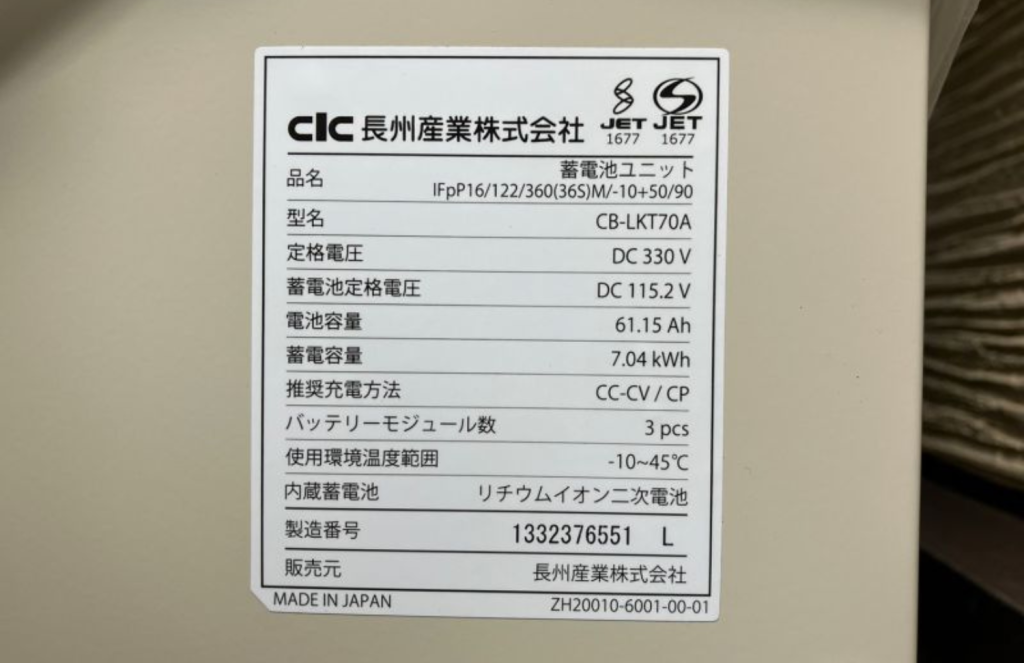 CIC 長州産業株式会社 JET 1677 JET 1677
品名 蓄電池ユニット
IFpP16/122/360(36S)M/-10+50/90
型名 CB-LKT70A
定格電圧 DC 330 V
蓄電池定格電圧 DC 115.2 V
電池容量 61.15 Ah
蓄電容量 7.04 kWh
推奨充電方法 CC-CV / CP
バッテリーモジュール数 3 pcs
使用環境温度範囲 -10~45℃
内蔵蓄電池 リチウムイオン二次電池
製造番号 1332376551 L
販売元 長州産業株式会社
MADE IN JAPAN ZH20010-6001-00-01